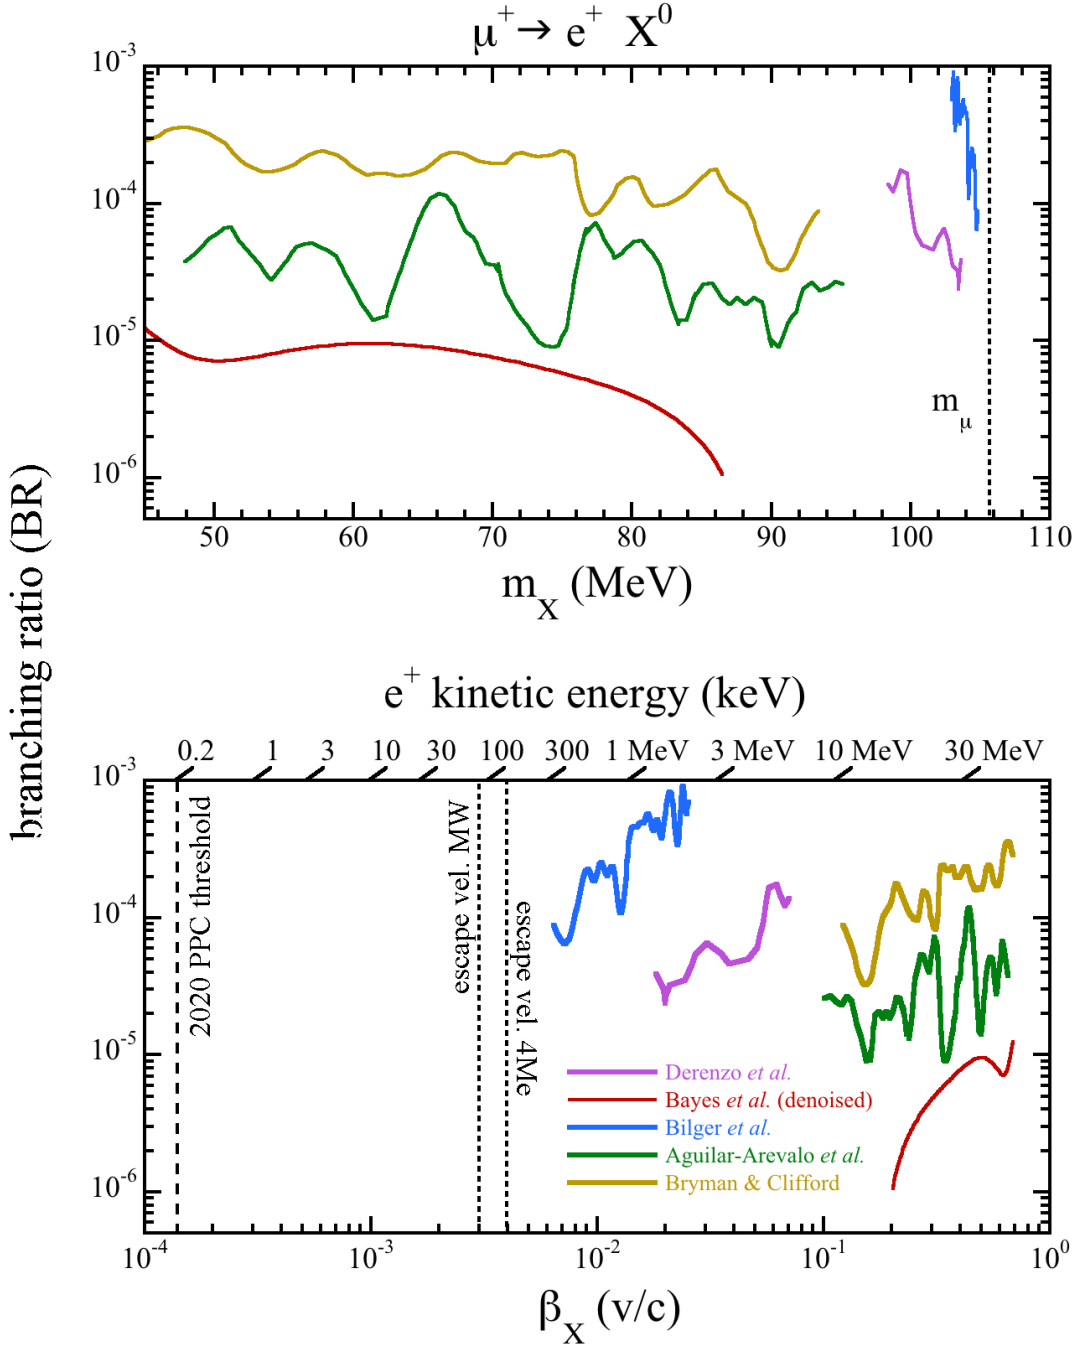 μ⁺ → e⁺ X⁰
10⁻³
10⁻⁴
10⁻⁵
10⁻⁶
m_μ
50 60 70 80 90 100 110
m_X (MeV)
branching ratio (BR)
e⁺ kinetic energy (keV)
0.2 1 3 10 30 100 300 1 MeV 3 MeV 10 MeV 30 MeV
10⁻³
10⁻⁴
10⁻⁵
10⁻⁶
2020 PPC threshold
escape vel. MW
escape vel. 4Me
Derenzo et al.
Bayes et al. (denoised)
Bilger et al.
Aguilar-Arevalo et al.
Bryman & Clifford
10⁻⁴ 10⁻³ 10⁻² 10⁻¹ 10⁰
β_X (v/c)